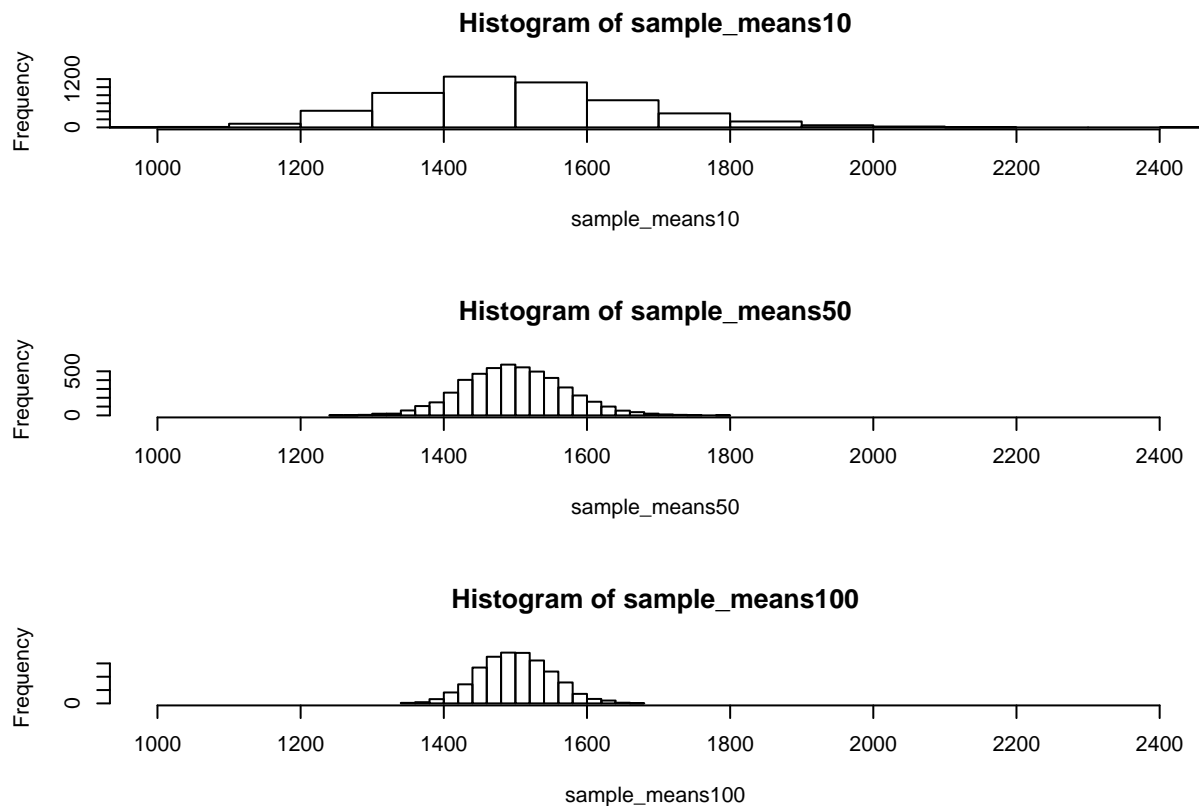 Histogram of sample_means10
Frequency
0 1200
1000 1200 1400 1600 1800 2000 2200 2400
sample_means10
Histogram of sample_means50
Frequency
0 500
1000 1200 1400 1600 1800 2000 2200 2400
sample_means50
Histogram of sample_means100
Frequency
0
1000 1200 1400 1600 1800 2000 2200 2400
sample_means100